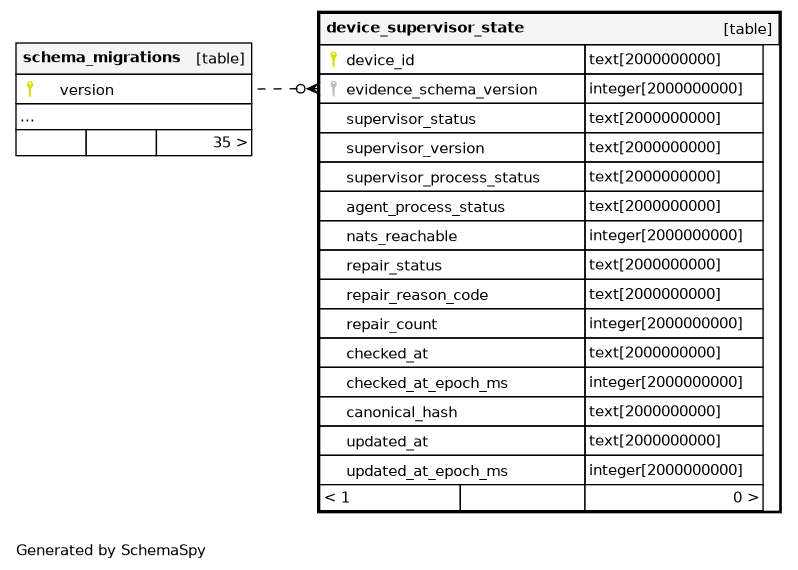 schema_migrations [table]
version
...
35 >
device_supervisor_state [table]
device_id text[2000000000]
evidence_schema_version integer[2000000000]
supervisor_status text[2000000000]
supervisor_version text[2000000000]
supervisor_process_status text[2000000000]
agent_process_status text[2000000000]
nats_reachable integer[2000000000]
repair_status text[2000000000]
repair_reason_code text[2000000000]
repair_count integer[2000000000]
checked_at text[2000000000]
checked_at_epoch_ms integer[2000000000]
canonical_hash text[2000000000]
updated_at text[2000000000]
updated_at_epoch_ms integer[2000000000]
< 1 0 >
Generated by SchemaSpy